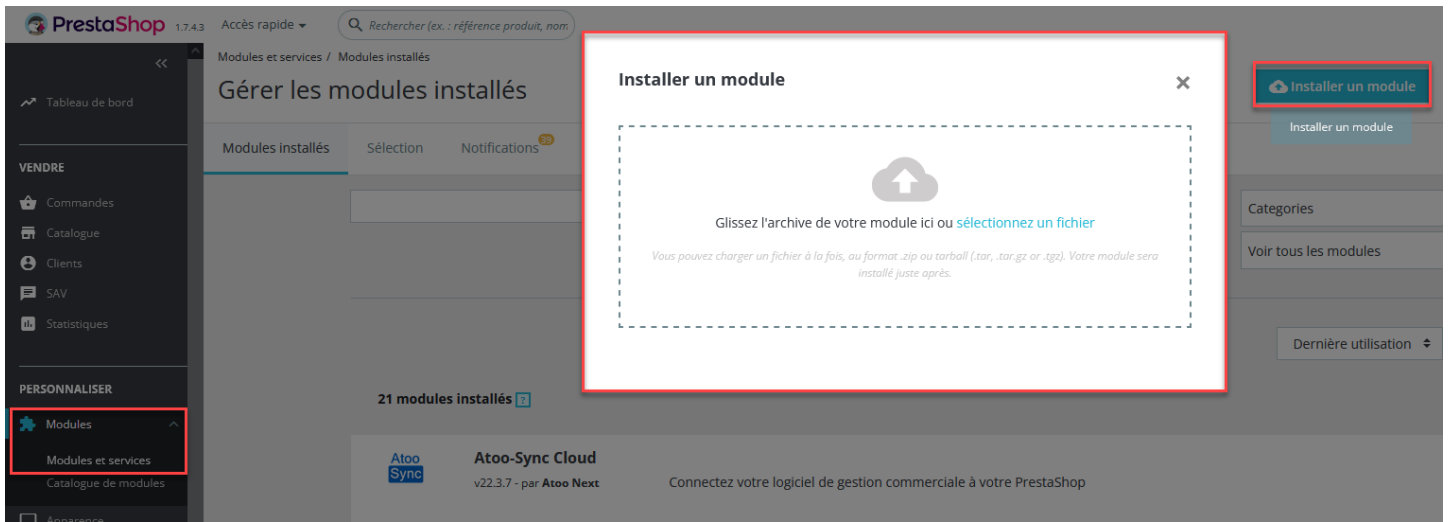 PrestaShop 1.7.4.3 Accès rapide
Rechercher (ex. : référence produit, nom
Modules et services / Modules installés
Gérer les modules installés
Installer un module
Installer un module
Modules installés Sélection Notifications 39
Categories
Voir tous les modules
Dernière utilisation
Tableau de bord
VENDRE
Commandes
Catalogue
Clients
SAV
Statistiques
PERSONNALISER
Modules
Modules et services
Catalogue de modules
Apparence
Installer un module
Glissez l'archive de votre module ici ou sélectionnez un fichier
Vous pouvez charger un fichier à la fois, au format .zip ou tarball (.tar, .tar.gz or .tgz). Votre module sera
installé juste après.
21 modules installés ?
Atoo
Sync
Atoo-Sync Cloud
v22.3.7 - par Atoo Next
Connectez votre logiciel de gestion commerciale à votre PrestaShop